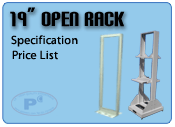 19” OPEN RACK
Specification
Price List